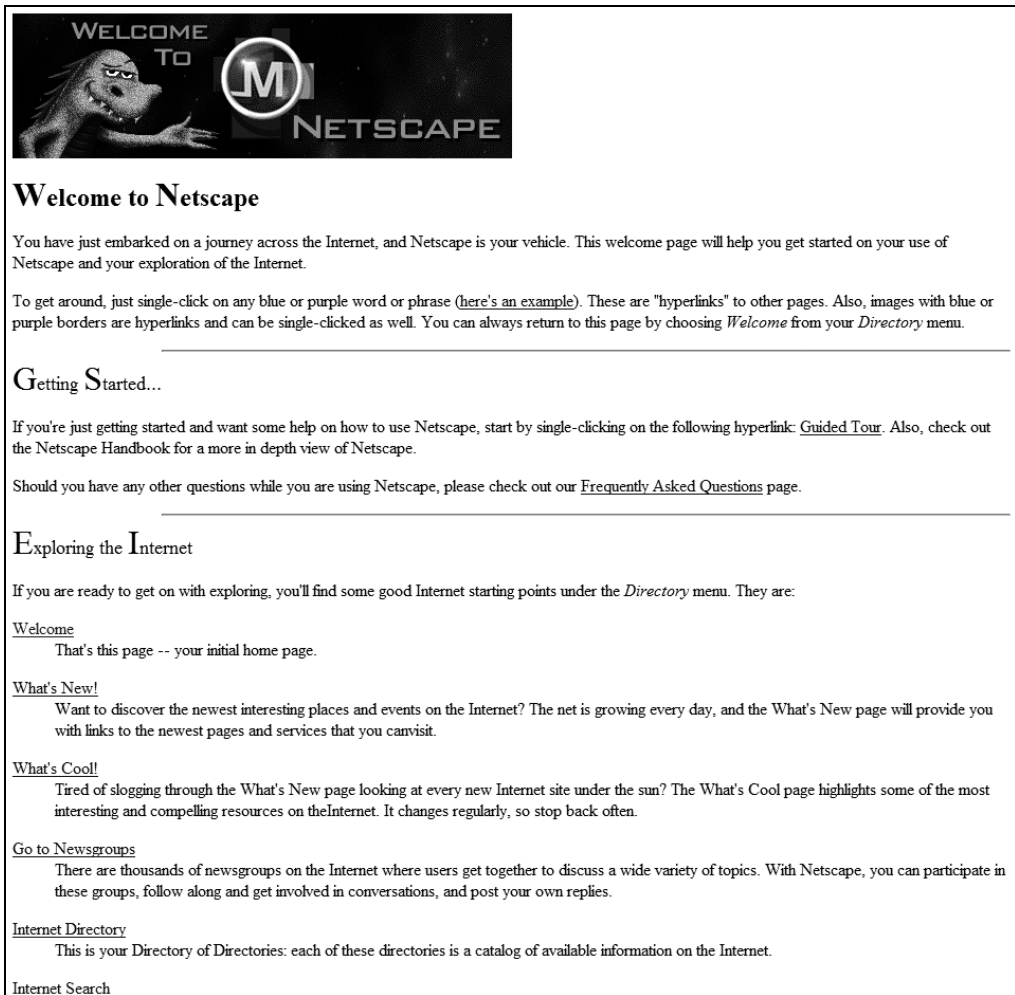 WELCOME
TO
M
NETSCAPE
Welcome to Netscape
You have just embarked on a journey across the Internet, and Netscape is your vehicle. This welcome page will help you get started on your use of
Netscape and your exploration of the Internet.
To get around, just single-click on any blue or purple word or phrase (here's an example). These are "hyperlinks" to other pages. Also, images with blue or
purple borders are hyperlinks and can be single-clicked as well. You can always return to this page by choosing Welcome from your Directory menu.
Getting Started...
If you're just getting started and want some help on how to use Netscape, start by single-clicking on the following hyperlink: Guided Tour. Also, check out
the Netscape Handbook for a more in depth view of Netscape.
Should you have any other questions while you are using Netscape, please check out our Frequently Asked Questions page.
Exploring the Internet
If you are ready to get on with exploring, you'll find some good Internet starting points under the Directory menu. They are:
Welcome
That's this page -- your initial home page.
What's New!
Want to discover the newest interesting places and events on the Internet? The net is growing every day, and the What's New page will provide you
with links to the newest pages and services that you canvisit.
What's Cool!
Tired of slogging through the What's New page looking at every new Internet site under the sun? The What's Cool page highlights some of the most
interesting and compelling resources on theInternet. It changes regularly, so stop back often.
Go to Newsgroups
There are thousands of newsgroups on the Internet where users get together to discuss a wide variety of topics. With Netscape, you can participate in
these groups, follow along and get involved in conversations, and post your own replies.
Internet Directory
This is your Directory of Directories: each of these directories is a catalog of available information on the Internet.
Internet Search